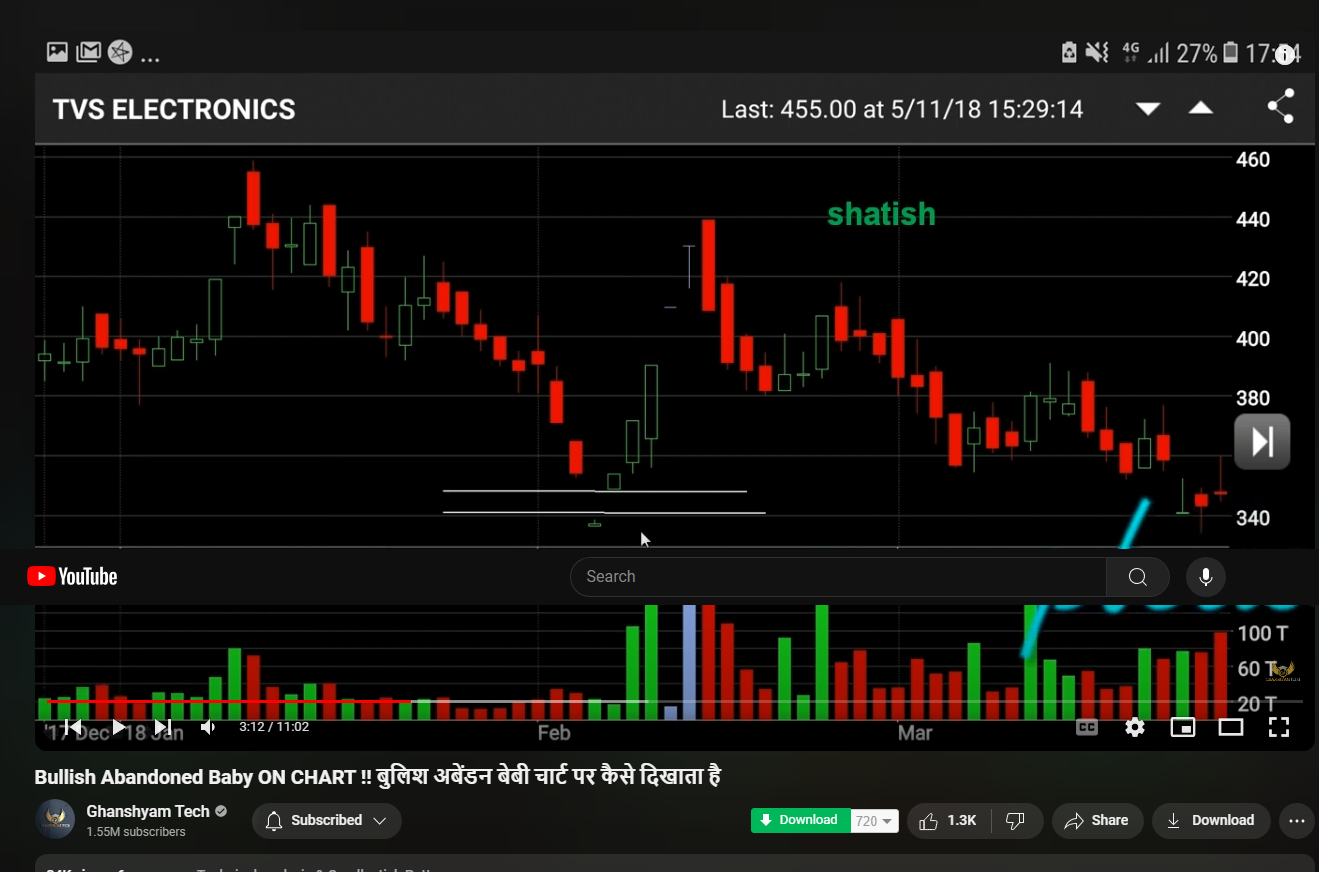 4G 27%
TVS ELECTRONICS
Last: 455.00 at 5/11/18 15:29:14
460
shatish
440
420
400
380
340
YouTube
Search
100 T
60 T
20 T
3:12 / 11:02
CC
'17 Dec '18 Jan
Feb
Mar
Bullish Abandoned Baby ON CHART !! बुलिश अबेंडन बेबी चार्ट पर कैसे दिखाता है
Ghanshyam Tech
1.55M subscribers
Subscribed
Download 720
1.3K
Share
Download